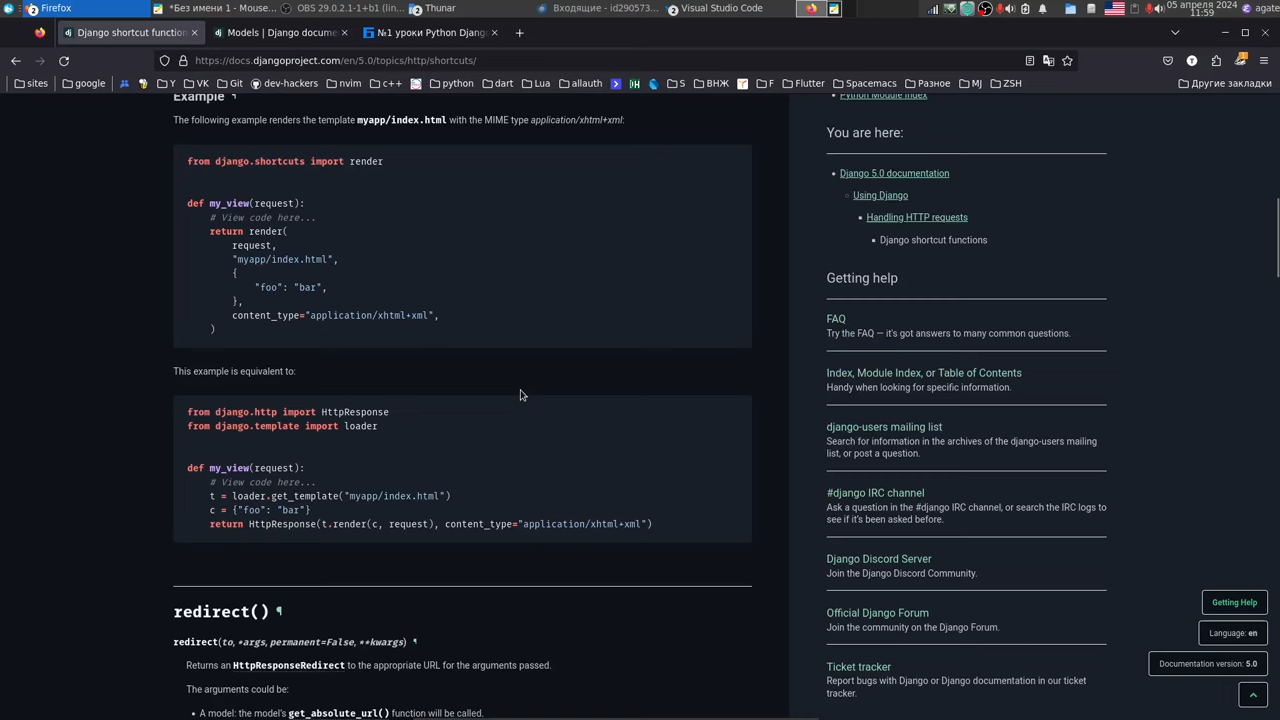 Firefox
*Без имени 1 - Mouse...
OBS 29.0.2.1-1+b1 (lin...
Thunar
Входящие - id290573...
Visual Studio Code
05 апреля 2024
11:59
agate
Django shortcut function
Models | Django docume
№1 уроки Python Djang
https://docs.djangoproject.com/en/5.0/topics/http/shortcuts/
sites
google
Y
VK
Git
dev-hackers
nvim
c++
python
dart
Lua
allauth
S
ВНЖ
F
Flutter
Spacemacs
Разное
MJ
ZSH
Другие закладки
Example ¶
The following example renders the template myapp/index.html with the MIME type application/xhtml+xml:
from django.shortcuts import render
def my_view(request):
# View code here...
return render(
request,
"myapp/index.html",
{
"foo": "bar",
},
content_type="application/xhtml+xml",
)
This example is equivalent to:
from django.http import HttpResponse
from django.template import loader
def my_view(request):
# View code here...
t = loader.get_template("myapp/index.html")
c = {"foo": "bar"}
return HttpResponse(t.render(c, request), content_type="application/xhtml+xml")
redirect() ¶
redirect(to, *args, permanent=False, **kwargs) ¶
Returns an HttpResponseRedirect to the appropriate URL for the arguments passed.
The arguments could be:
• A model: the model's get_absolute_url() function will be called.
Python Module Index
You are here:
• Django 5.0 documentation
◦ Using Django
▪ Handling HTTP requests
▪ Django shortcut functions
Getting help
FAQ
Try the FAQ — it's got answers to many common questions.
Index, Module Index, or Table of Contents
Handy when looking for specific information.
django-users mailing list
Search for information in the archives of the django-users mailing
list, or post a question.
#django IRC channel
Ask a question in the #django IRC channel, or search the IRC logs to
see if it's been asked before.
Django Discord Server
Join the Django Discord Community.
Official Django Forum
Join the community on the Django Forum.
Ticket tracker
Report bugs with Django or Django documentation in our ticket
tracker.
Getting Help
Language: en
Documentation version: 5.0